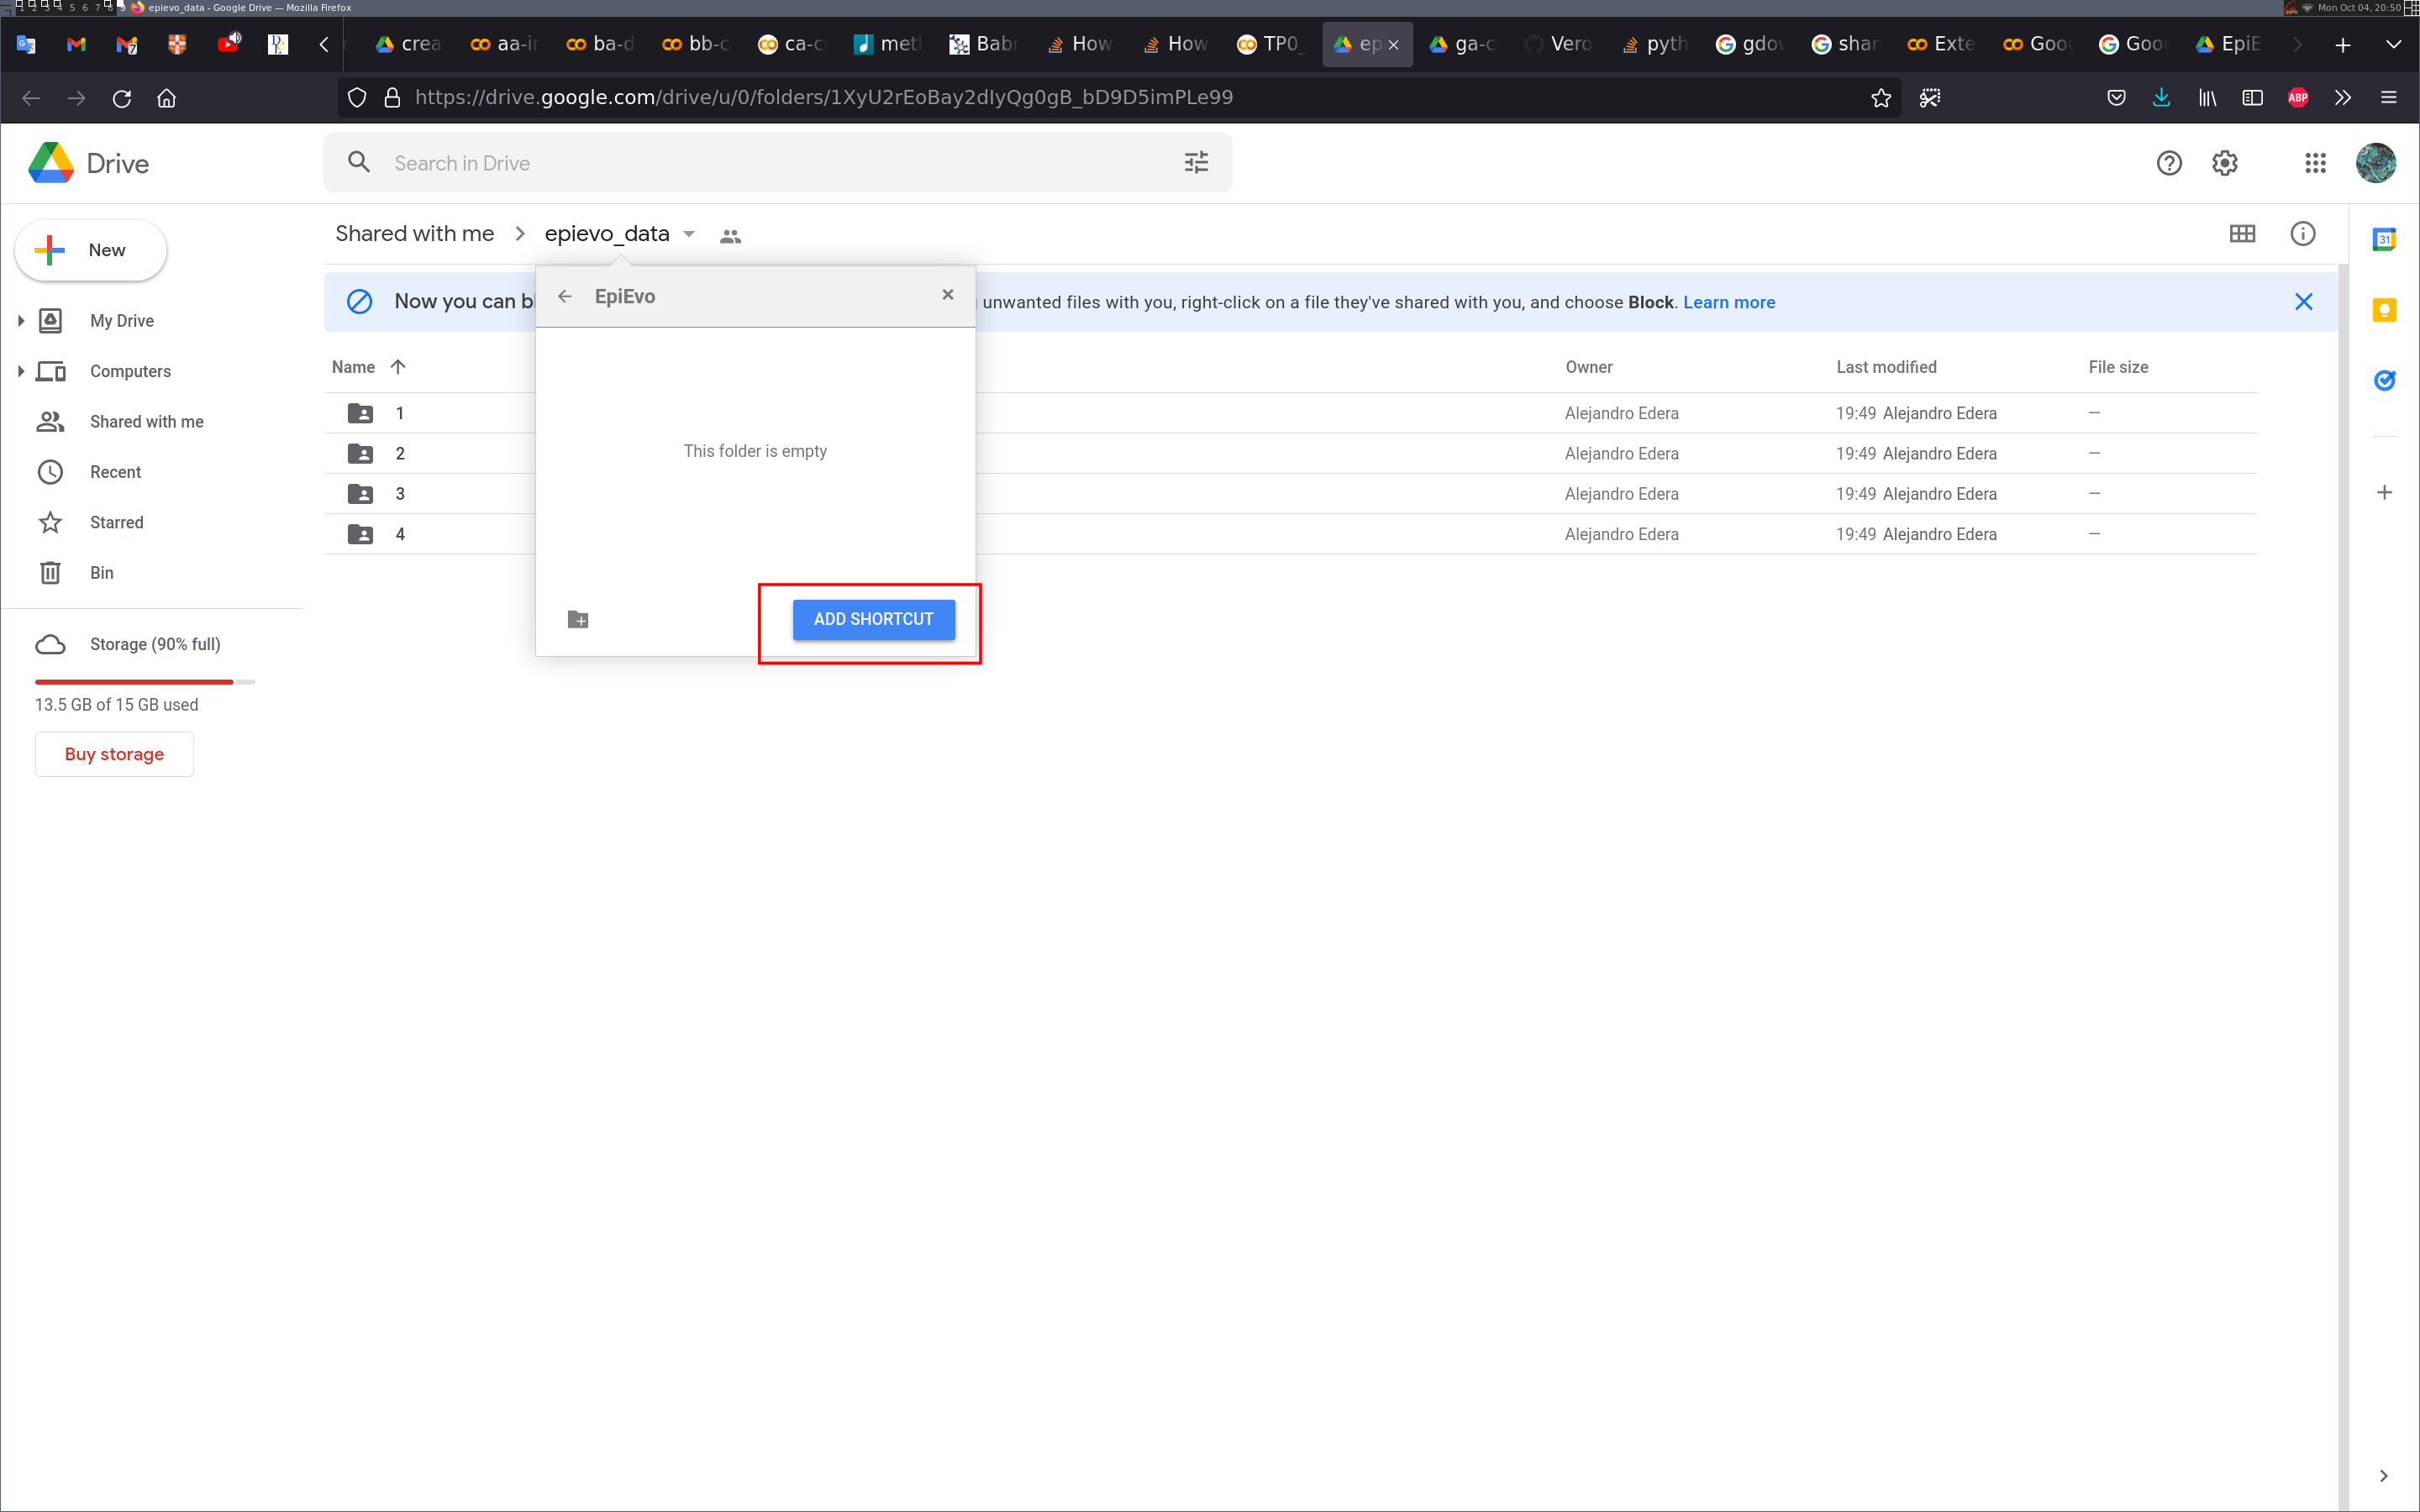 1 2 3 4 5 6 7 8 9 epievo_data - Google Drive — Mozilla Firefox
Mon Oct 04, 20:50
crea aa-i ba-d bb-c ca-c met Bab How How TP0_ ep ga-c Vero pyth gdo shar Exte Goo Goo EpiE
https://drive.google.com/drive/u/0/folders/1XyU2rEoBay2dIyQg0gB_bD9D5imPLe99
ABP
Drive
Search in Drive
New
Shared with me
epievo_data
31
EpiEvo
Now you can bl
unwanted files with you, right-click on a file they've shared with you, and choose Block. Learn more
My Drive
Computers
Shared with me
Recent
Starred
Bin
Storage (90% full)
13.5 GB of 15 GB used
Buy storage
Name
Owner
Last modified
File size
1 Alejandro Edera 19:49 Alejandro Edera —
2 Alejandro Edera 19:49 Alejandro Edera —
3 Alejandro Edera 19:49 Alejandro Edera —
4 Alejandro Edera 19:49 Alejandro Edera —
This folder is empty
ADD SHORTCUT